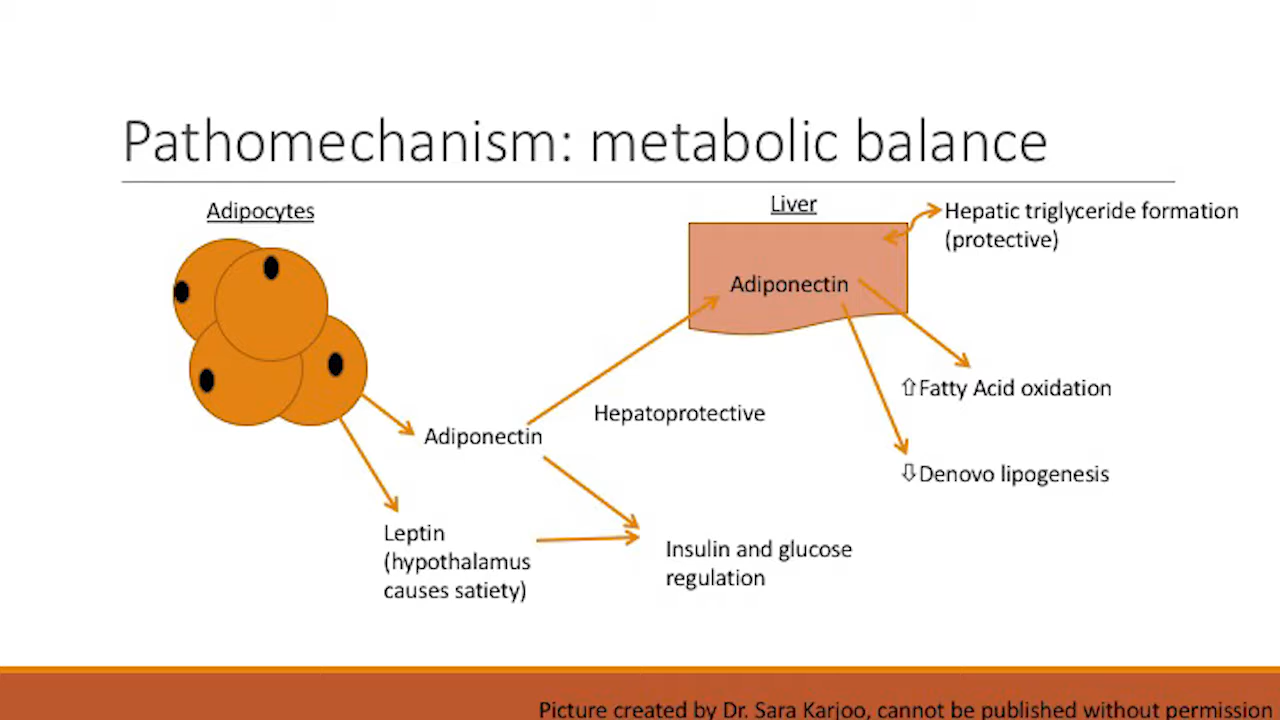 Pathomechanism: metabolic balance
Adipocytes
Liver
Hepatic triglyceride formation
(protective)
Adiponectin
⇧Fatty Acid oxidation
Hepatoprotective
Adiponectin
⇩Denovo lipogenesis
Leptin
(hypothalamus
causes satiety)
Insulin and glucose
regulation
Picture created by Dr. Sara Karjoo, cannot be published without permission